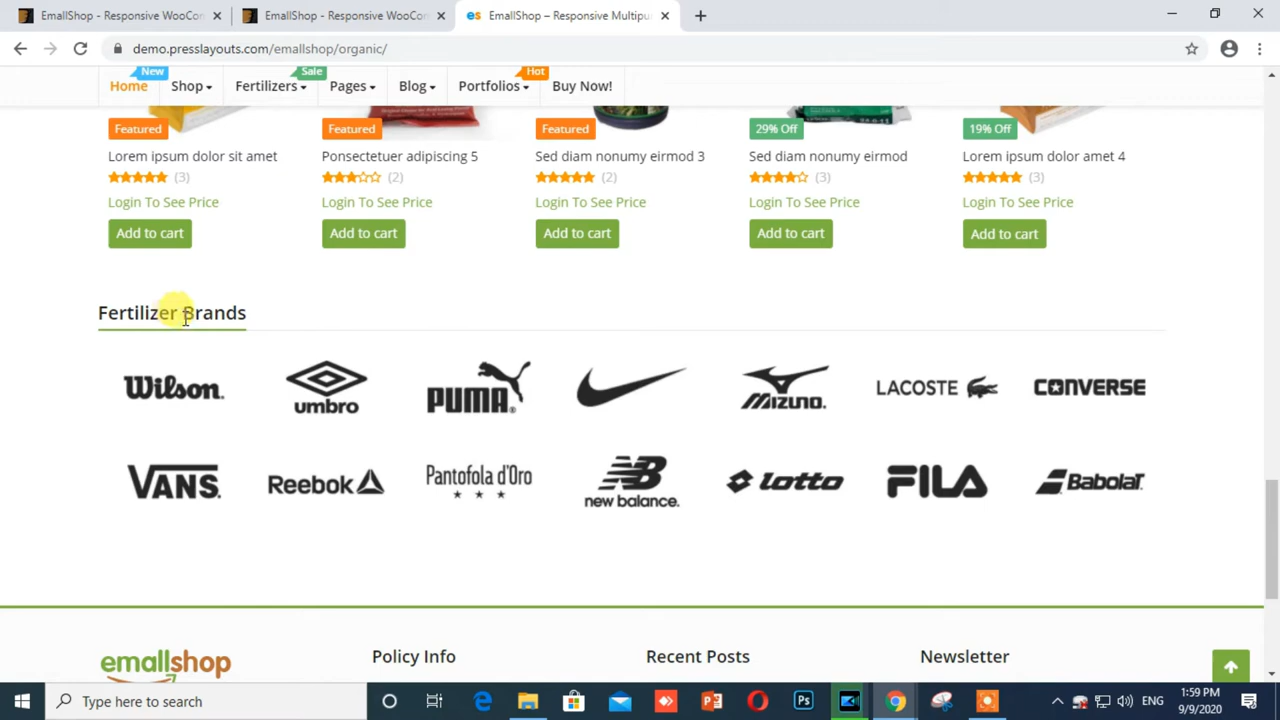 EmallShop - Responsive WooCom
EmallShop - Responsive WooCom
es EmallShop – Responsive Multipu
demo.presslayouts.com/emallshop/organic/
New Sale Hot
Home Shop Fertilizers Pages Blog Portfolios Buy Now!
Featured Featured Featured 29% Off 19% Off
Lorem ipsum dolor sit amet Ponsectetuer adipiscing 5 Sed diam nonumy eirmod 3 Sed diam nonumy eirmod Lorem ipsum dolor amet 4
(3) (2) (2) (3) (3)
Login To See Price Login To See Price Login To See Price Login To See Price Login To See Price
Add to cart Add to cart Add to cart Add to cart Add to cart
Fertilizer Brands
Wilson. umbro PUMA® MIZUNO. LACOSTE CONVERSE
VANS. Reebok Pantofola d'Oro NB new balance. lotto FILA Babolat.
emallshop Policy Info Recent Posts Newsletter
Type here to search
ENG
1:59 PM
9/9/2020